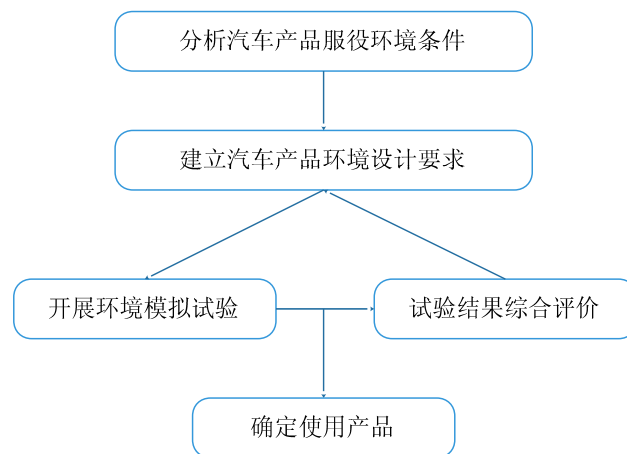 分析汽车产品服役环境条件
建立汽车产品环境设计要求
开展环境模拟试验
试验结果综合评价
确定使用产品